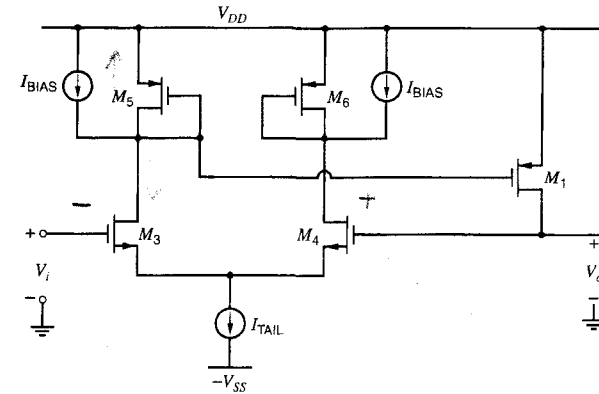 V_DD
I_BIAS M_5 M_6 I_BIAS
M_1
− +
+ M_3 M_4 +
V_i V_o
− −
I_TAIL
−V_SS